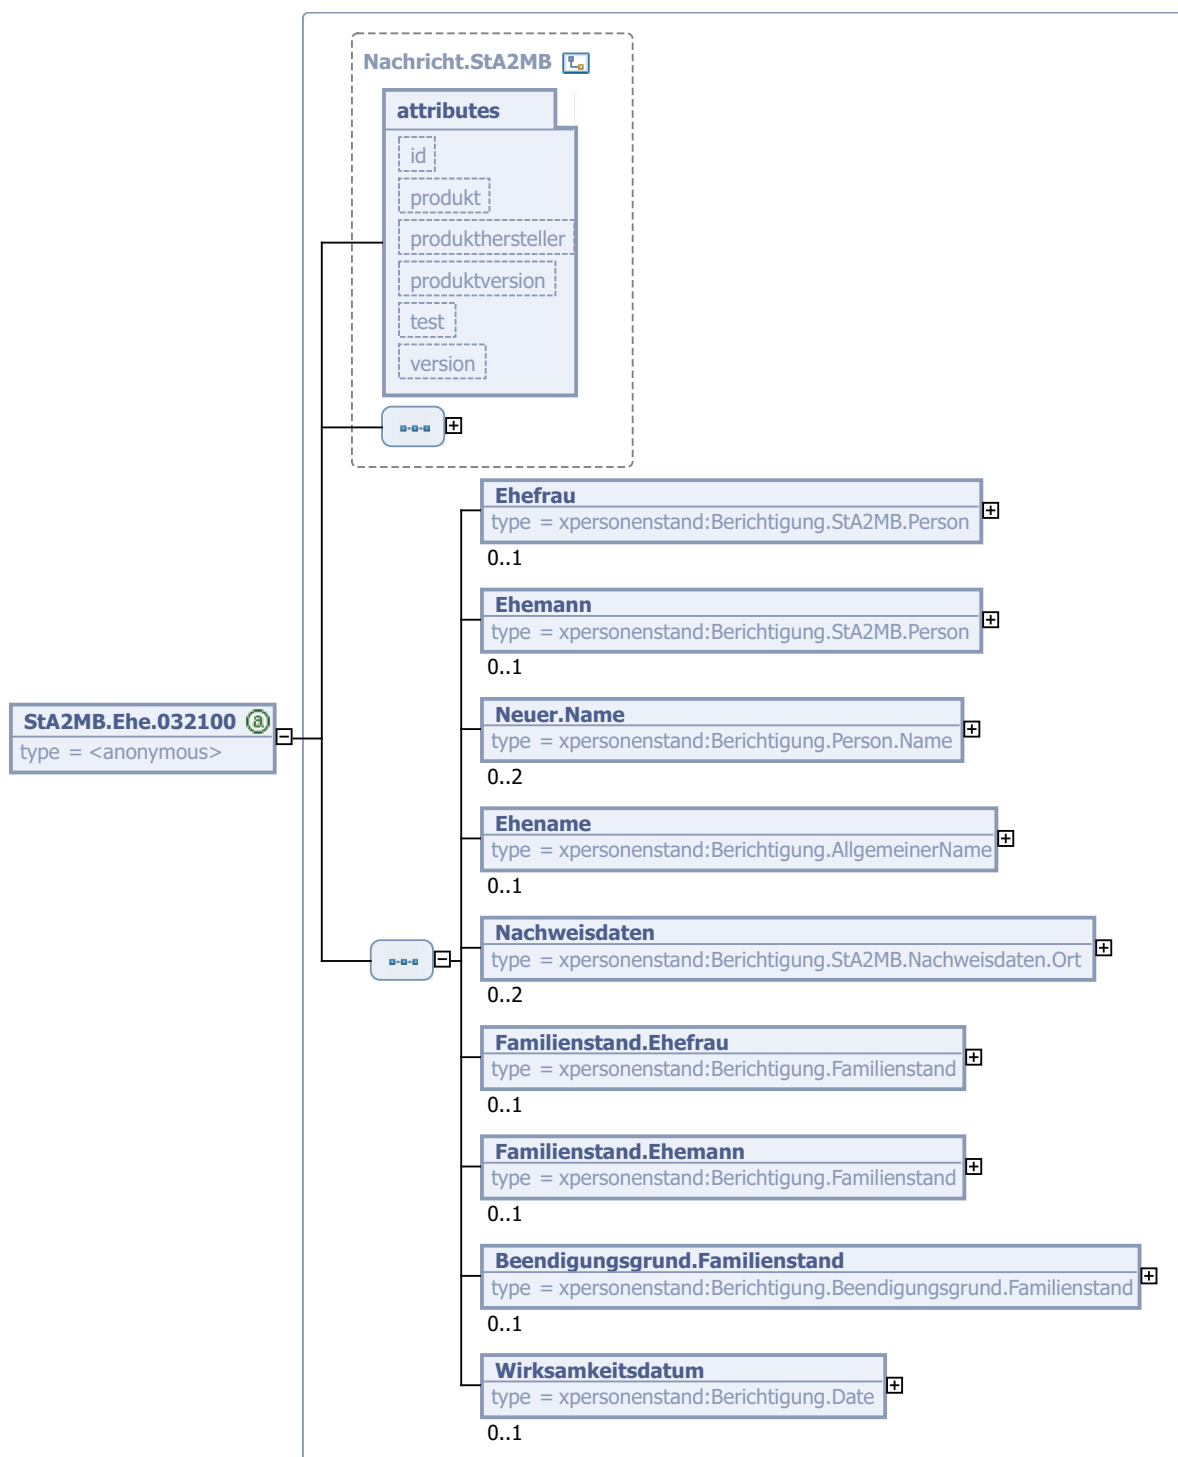 Nachricht.StA2MB
attributes
id
produkt
produkthersteller
produktversion
test
version
StA2MB.Ehe.032100 @
type = <anonymous>
Ehefrau
type = xpersonenstand:Berichtigung.StA2MB.Person
0..1
Ehemann
type = xpersonenstand:Berichtigung.StA2MB.Person
0..1
Neuer.Name
type = xpersonenstand:Berichtigung.Person.Name
0..2
Ehename
type = xpersonenstand:Berichtigung.AllgemeinerName
0..1
Nachweisdaten
type = xpersonenstand:Berichtigung.StA2MB.Nachweisdaten.Ort
0..2
Familienstand.Ehefrau
type = xpersonenstand:Berichtigung.Familienstand
0..1
Familienstand.Ehemann
type = xpersonenstand:Berichtigung.Familienstand
0..1
Beendigungsgrund.Familienstand
type = xpersonenstand:Berichtigung.Beendigungsgrund.Familienstand
0..1
Wirksamkeitsdatum
type = xpersonenstand:Berichtigung.Date
0..1